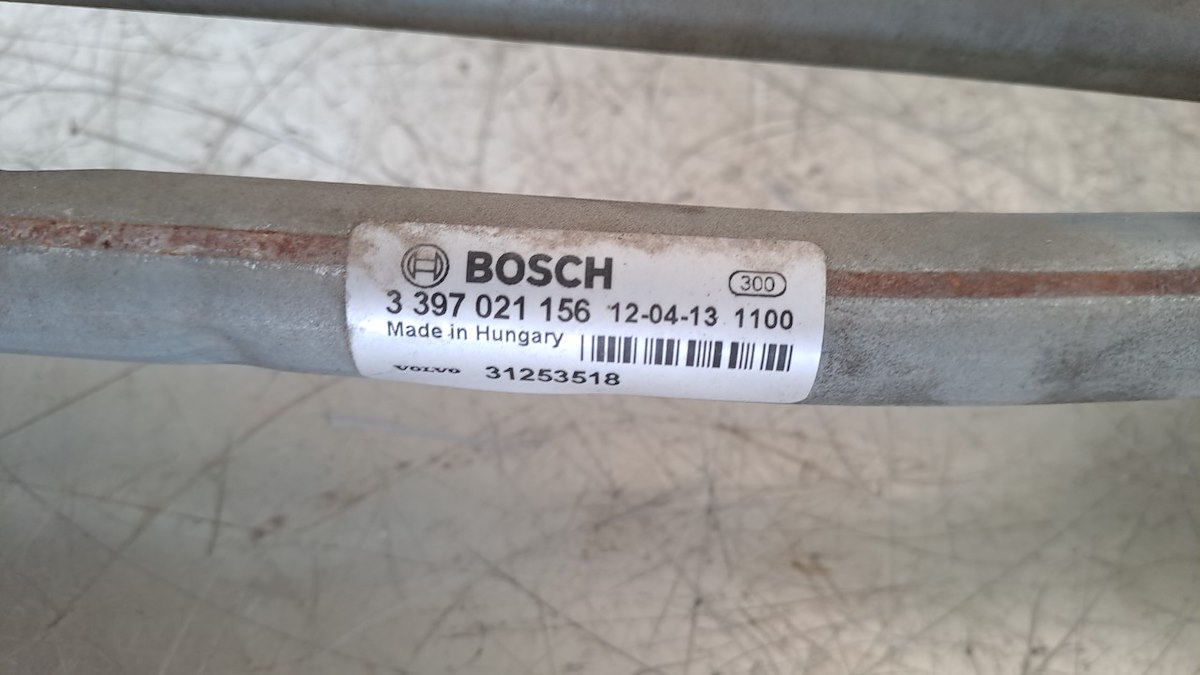 BOSCH 300
3 397 021 156 12-04-13 1100
Made in Hungary
VOLVO 31253518